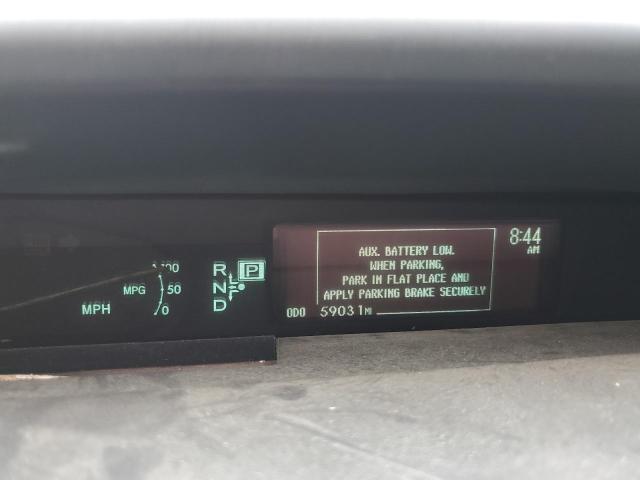 8:44
AM
AUX. BATTERY LOW.
WHEN PARKING,
PARK IN FLAT PLACE AND
APPLY PARKING BRAKE SECURELY
ODO 59031 MI
R
N
D
P
100
MPG 50
MPH 0